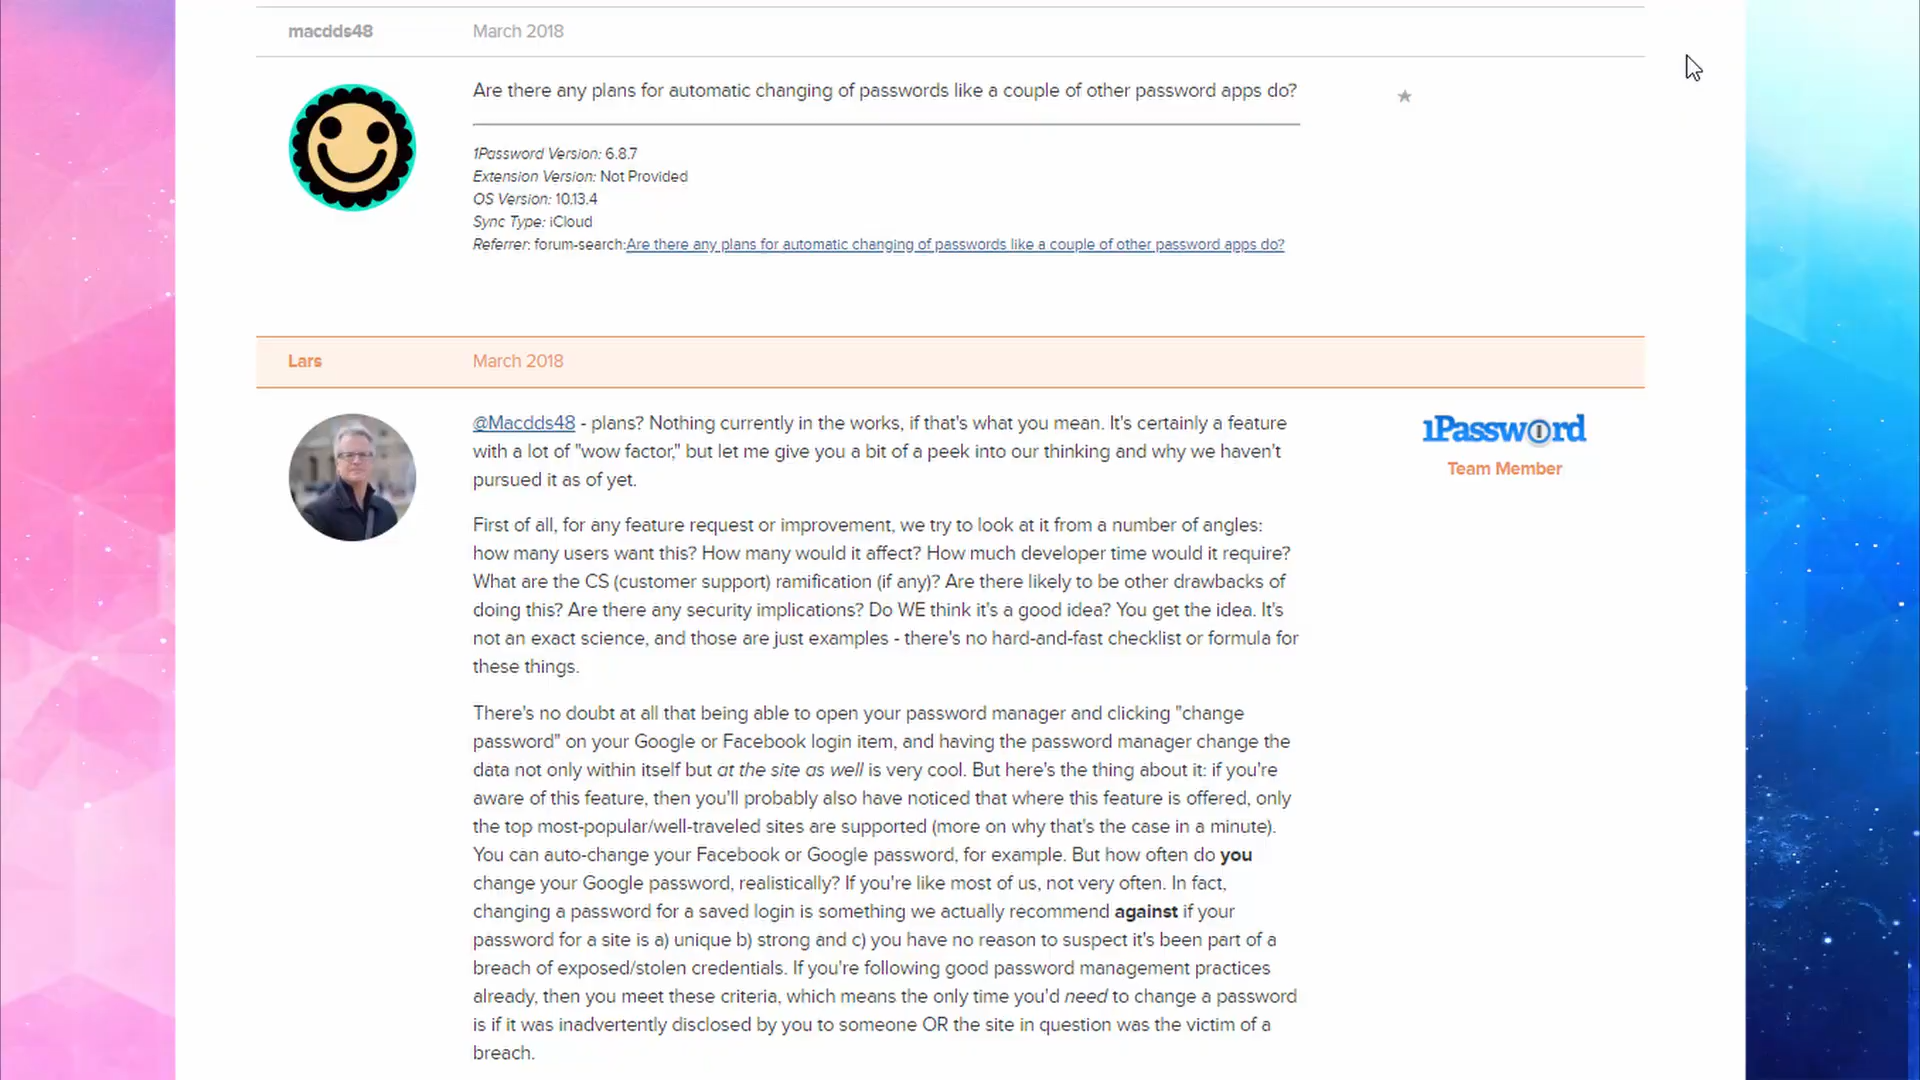 macdds48 March 2018
Are there any plans for automatic changing of passwords like a couple of other password apps do?
1Password Version: 6.8.7
Extension Version: Not Provided
OS Version: 10.13.4
Sync Type: iCloud
Referrer: forum-search:Are there any plans for automatic changing of passwords like a couple of other password apps do?
Lars March 2018
@Macdds48 - plans? Nothing currently in the works, if that's what you mean. It's certainly a feature
with a lot of "wow factor," but let me give you a bit of a peek into our thinking and why we haven't
pursued it as of yet.
1Password
Team Member
First of all, for any feature request or improvement, we try to look at it from a number of angles:
how many users want this? How many would it affect? How much developer time would it require?
What are the CS (customer support) ramification (if any)? Are there likely to be other drawbacks of
doing this? Are there any security implications? Do WE think it's a good idea? You get the idea. It's
not an exact science, and those are just examples - there's no hard-and-fast checklist or formula for
these things.
There's no doubt at all that being able to open your password manager and clicking "change
password" on your Google or Facebook login item, and having the password manager change the
data not only within itself but at the site as well is very cool. But here's the thing about it: if you're
aware of this feature, then you'll probably also have noticed that where this feature is offered, only
the top most-popular/well-traveled sites are supported (more on why that's the case in a minute).
You can auto-change your Facebook or Google password, for example. But how often do you
change your Google password, realistically? If you're like most of us, not very often. In fact,
changing a password for a saved login is something we actually recommend against if your
password for a site is a) unique b) strong and c) you have no reason to suspect it's been part of a
breach of exposed/stolen credentials. If you're following good password management practices
already, then you meet these criteria, which means the only time you'd need to change a password
is if it was inadvertently disclosed by you to someone OR the site in question was the victim of a
breach.